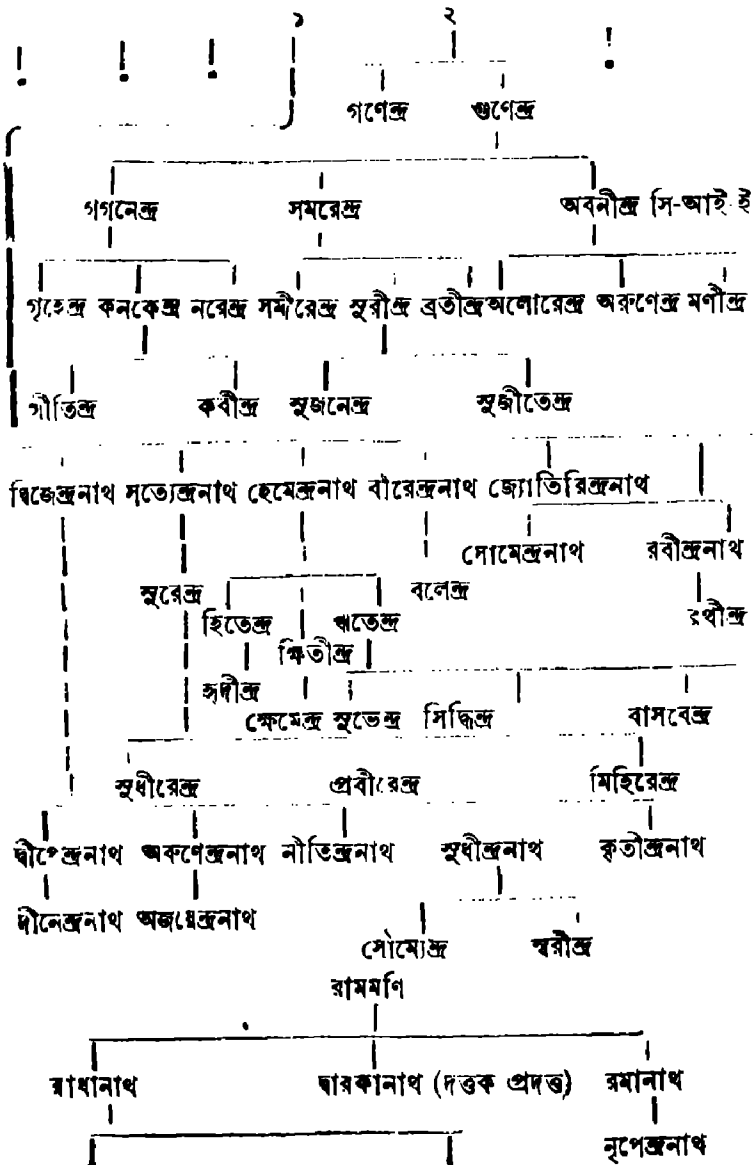 ১ ২
গণেন্দ্র গুণেন্দ্র
গগনেন্দ্র সমরেন্দ্র অবনীন্দ্র সি-আই-ই
গৃহেন্দ্র কনকেন্দ্র নরেন্দ্র সমীরেন্দ্র সুরীন্দ্র ব্রতীন্দ্র অলোরেন্দ্র অরুণেন্দ্র মণীন্দ্র
গীতিন্দ্র কবীন্দ্র সুজনেন্দ্র সুজীতেন্দ্র
দ্বিজেন্দ্রনাথ সত্যেন্দ্রনাথ হেমেন্দ্রনাথ বীরেন্দ্রনাথ জ্যোতিরিন্দ্রনাথ
সোমেন্দ্রনাথ রবীন্দ্রনাথ
সুরেন্দ্র বলেন্দ্র রথীন্দ্র
হিতেন্দ্র ঋতেন্দ্র
ক্ষিতীন্দ্র
হৃদীন্দ্র
ক্ষেমেন্দ্র সুভেন্দ্র সিদ্ধিন্দ্র বাসবেন্দ্র
সুধীরেন্দ্র প্রবীরেন্দ্র মিহিরেন্দ্র
দ্বীপেন্দ্রনাথ অরুণেন্দ্রনাথ নীতিন্দ্রনাথ সুধীন্দ্রনাথ কৃতীন্দ্রনাথ
দীনেন্দ্রনাথ অজয়েন্দ্রনাথ
সৌম্যেন্দ্র স্বরীন্দ্র
রামমণি
রাধানাথ দ্বারকানাথ (দত্তক প্রদত্ত) রমানাথ
নৃপেন্দ্রনাথ